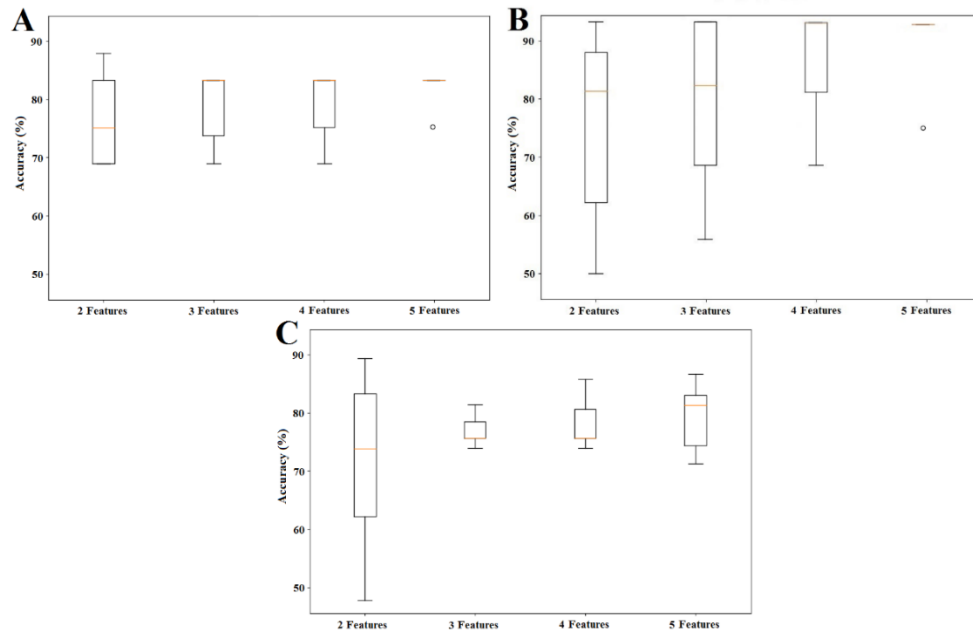 A
90
80
70
60
50
Accuracy (%)
2 Features
3 Features
4 Features
5 Features
B
90
80
70
60
50
Accuracy (%)
2 Features
3 Features
4 Features
5 Features
C
90
80
70
60
50
Accuracy (%)
2 Features
3 Features
4 Features
5 Features